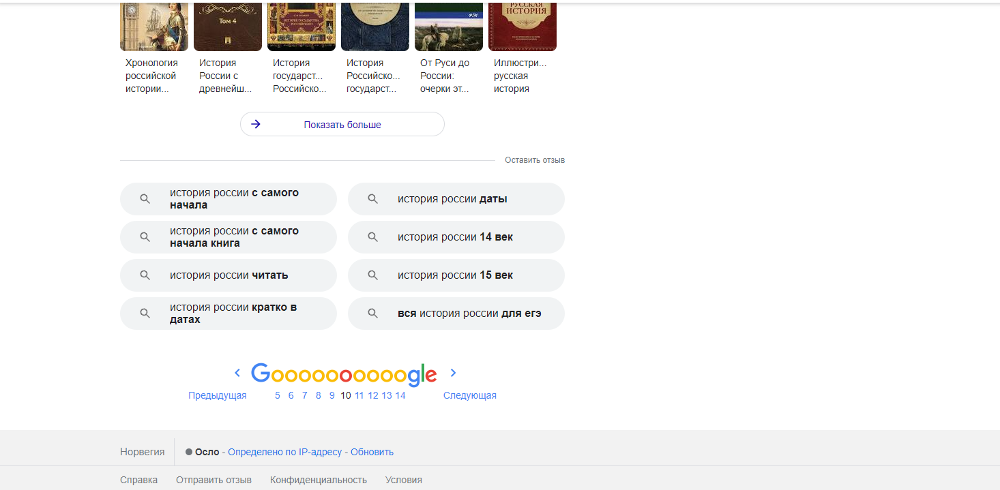 Том 4
ИСТОРИЯ ГОСУДАРСТВА
РОССИЙСКОГО
ФТИ
РУССКАЯ
ИСТОРИЯ
Хронология
российской
истории...
История
России с
древнейш...
История
государст...
Российско...
История
Российско...
государст...
От Руси до
России:
очерки эт...
Иллюстри...
русская
история
Показать больше
Оставить отзыв
история россии с самого
начала
история россии даты
история россии с самого
начала книга
история россии 14 век
история россии читать
история россии 15 век
история россии кратко в
датах
вся история россии для егэ
Goooooooooogle
Предыдущая 5 6 7 8 9 10 11 12 13 14 Следующая
Норвегия Осло - Определено по IP-адресу - Обновить
Справка Отправить отзыв Конфиденциальность Условия